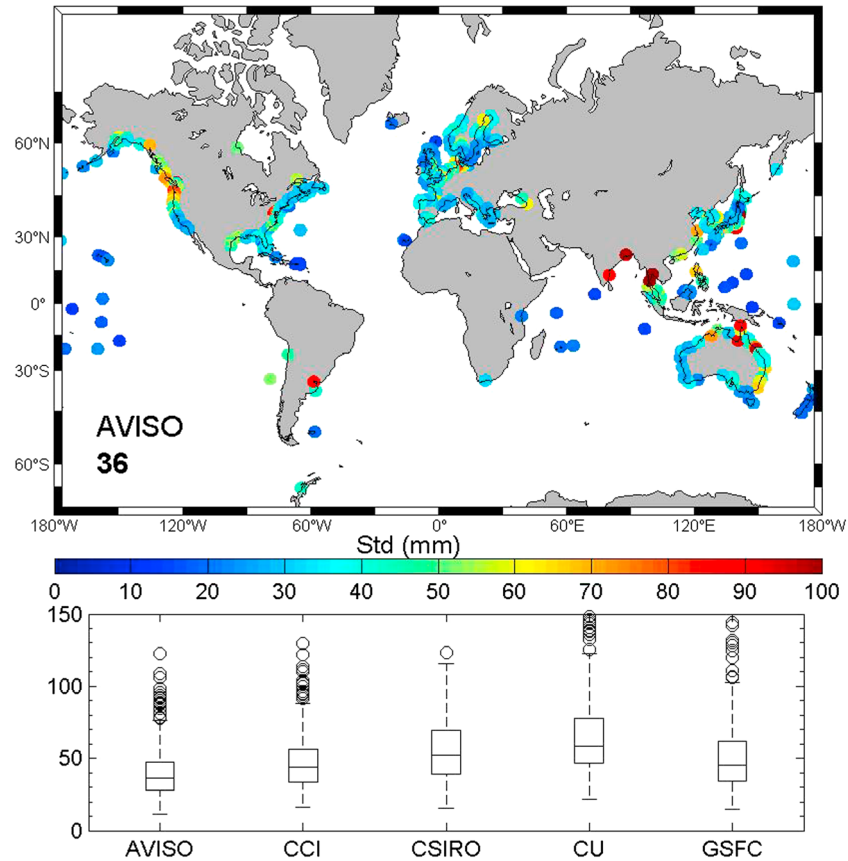 60°N
30°N
0°
30°S
60°S
AVISO
36
180°W 120°W 60°W 0° 60°E 120°E 180°W
Std (mm)
0 10 20 30 40 50 60 70 80 90 100
150
100
50
0
AVISO CCI CSIRO CU GSFC